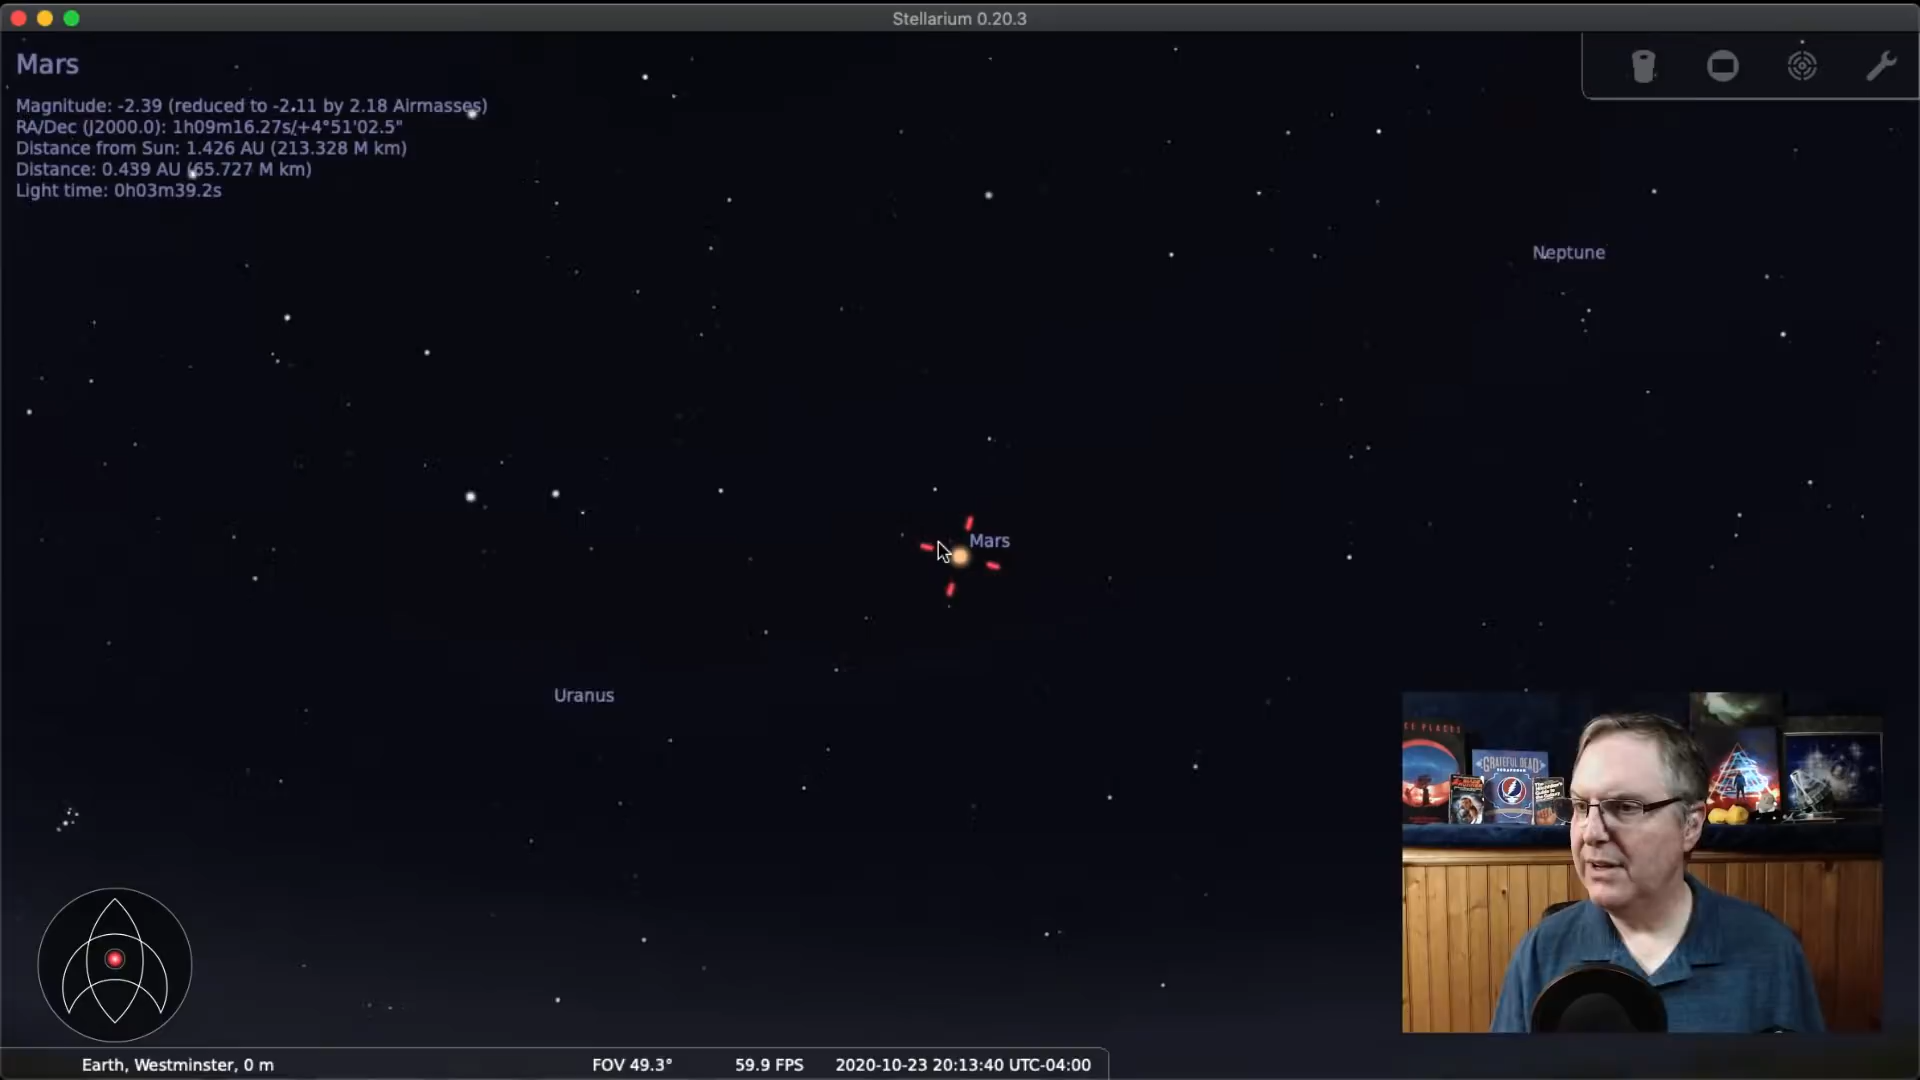 Stellarium 0.20.3
Mars
Magnitude: -2.39 (reduced to -2.11 by 2.18 Airmasses)
RA/Dec (J2000.0): 1h09m16.27s/+4°51'02.5"
Distance from Sun: 1.426 AU (213.328 M km)
Distance: 0.439 AU (65.727 M km)
Light time: 0h03m39.2s
Neptune
Mars
Uranus
GRATEFUL DEAD
Earth, Westminster, 0 m
FOV 49.3°
59.9 FPS
2020-10-23 20:13:40 UTC-04:00